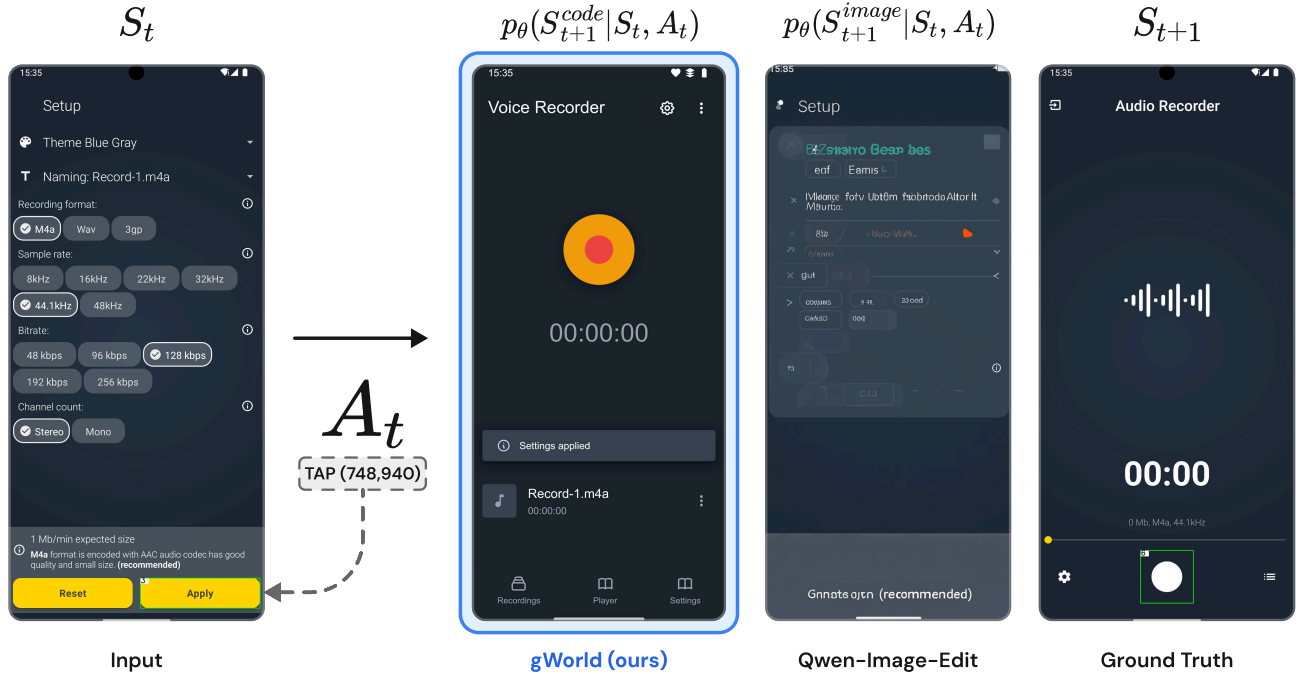 S_t
p_θ(S_{t+1}^{code}|S_t, A_t)
p_θ(S_{t+1}^{image}|S_t, A_t)
S_{t+1}
15:35
Setup
Theme Blue Gray
T Naming: Record-1.m4a
Recording format:
M4a Wav 3gp
Sample rate:
8kHz 16kHz 22kHz 32kHz
44.1kHz 48kHz
Bitrate:
48 kbps 96 kbps 128 kbps
192 kbps 256 kbps
Channel count:
Stereo Mono
1 Mb/min expected size
M4a format is encoded with AAC audio codec has good
quality and small size. (recommended)
Reset Apply
Input
A_t
TAP (748,940)
15:35
Voice Recorder
00:00:00
Settings applied
Record-1.m4a
00:00:00
Recordings Player Settings
gWorld (ours)
15:85
Setup
gut
(recommended)
Qwen-Image-Edit
15:35
Audio Recorder
00:00
0 Mb, M4a, 44.1kHz
Ground Truth